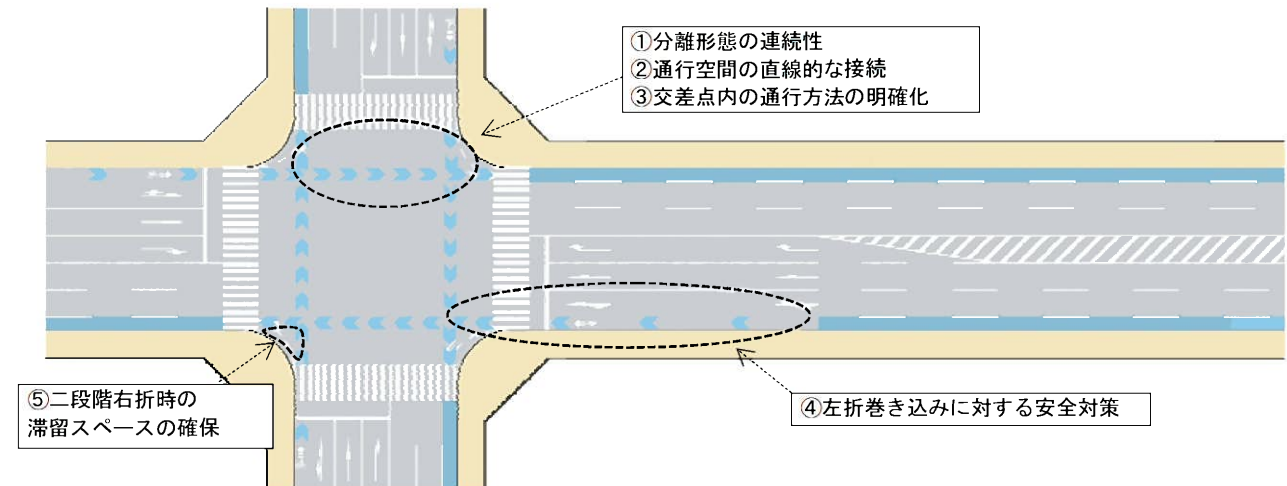 ①分離形態の連続性
②通行空間の直線的な接続
③交差点内の通行方法の明確化
④左折巻き込みに対する安全対策
⑤二段階右折時の
滞留スペースの確保